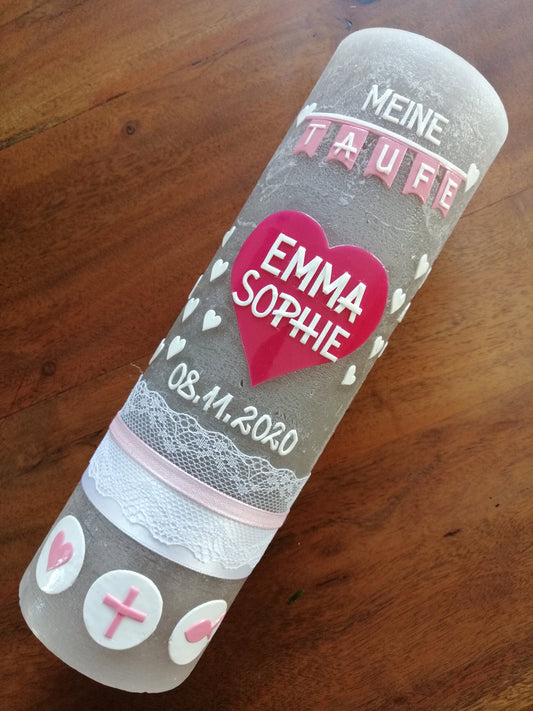 MEINE
TAUFE
EMMA
SOPHIE
08.11.2020